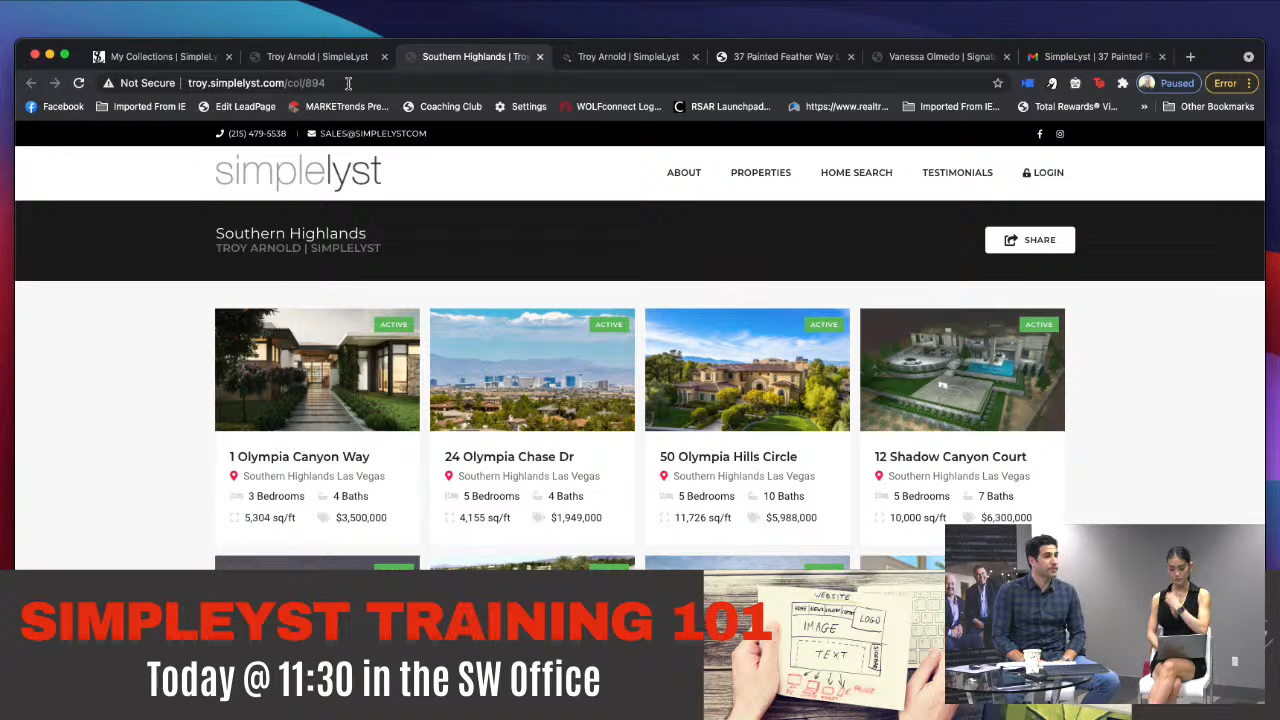 My Collections | SimpleLy
Troy Arnold | SimpleLyst
Southern Highlands | Troy
Troy Arnold | SimpleLyst
37 Painted Feather Way
Vanessa Olmedo | Signat
SimpleLyst | 37 Painted F
Not Secure
troy.simplelyst.com/col/894
Paused
Error
Facebook
Imported From IE
Edit LeadPage
MARKETrends Pre...
Coaching Club
Settings
WOLFconnect Log...
RSAR Launchpad...
https://www.realtr...
Imported From IE
Total Rewards® Vi...
Other Bookmarks
(215) 479-5538
SALES@SIMPLELYSTCOM
simplelyst
ABOUT
PROPERTIES
HOME SEARCH
TESTIMONIALS
LOGIN
Southern Highlands
TROY ARNOLD | SIMPLELYST
SHARE
ACTIVE
ACTIVE
ACTIVE
ACTIVE
1 Olympia Canyon Way
Southern Highlands Las Vegas
3 Bedrooms 4 Baths
5,304 sq/ft $3,500,000
24 Olympia Chase Dr
Southern Highlands Las Vegas
5 Bedrooms 4 Baths
4,155 sq/ft $1,949,000
50 Olympia Hills Circle
Southern Highlands Las Vegas
5 Bedrooms 10 Baths
11,726 sq/ft $5,988,000
12 Shadow Canyon Court
Southern Highlands Las Vegas
5 Bedrooms 7 Baths
10,000 sq/ft $6,300,000
ACTIVE
ACTIVE
ACTIVE
SIMPLEYST TRAINING 101
Today @ 11:30 in the SW Office
WEBSITE
LOGO
IMAGE
TEXT
SIDEBAR